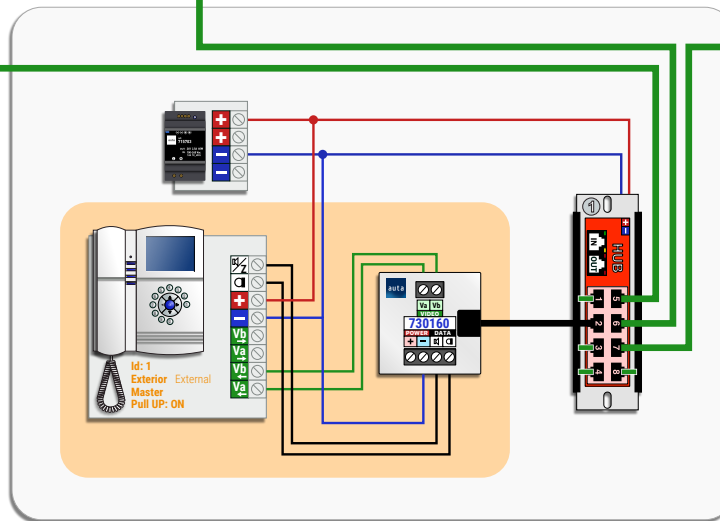 +
+
−
−
715703
1
+
−
HUB
IN
OUT
1
2
3
4
5
6
7
8
Z
+
−
Vb
Va
Vb
Va
Id: 1
Exterior External
Master
Pull UP: ON
auta
Va Vb
VIDEO
730160
POWER DATA
+ −